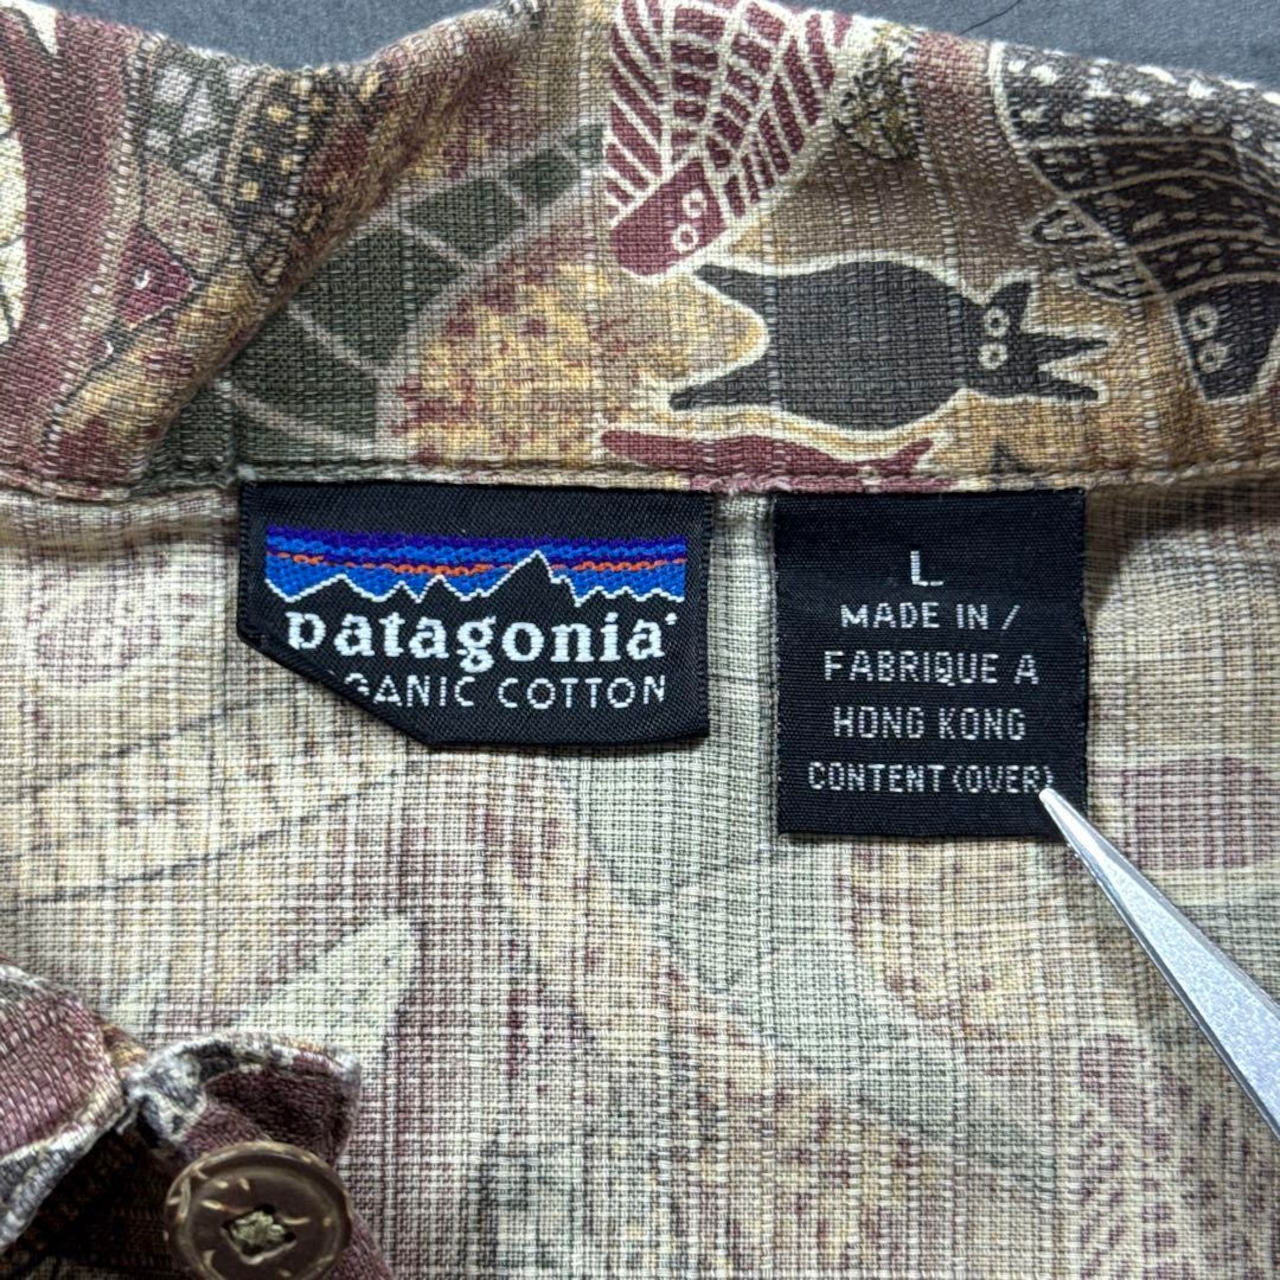 patagonia®
GANIC COTTON
L
MADE IN /
FABRIQUE A
HONG KONG
CONTENT (OVER)